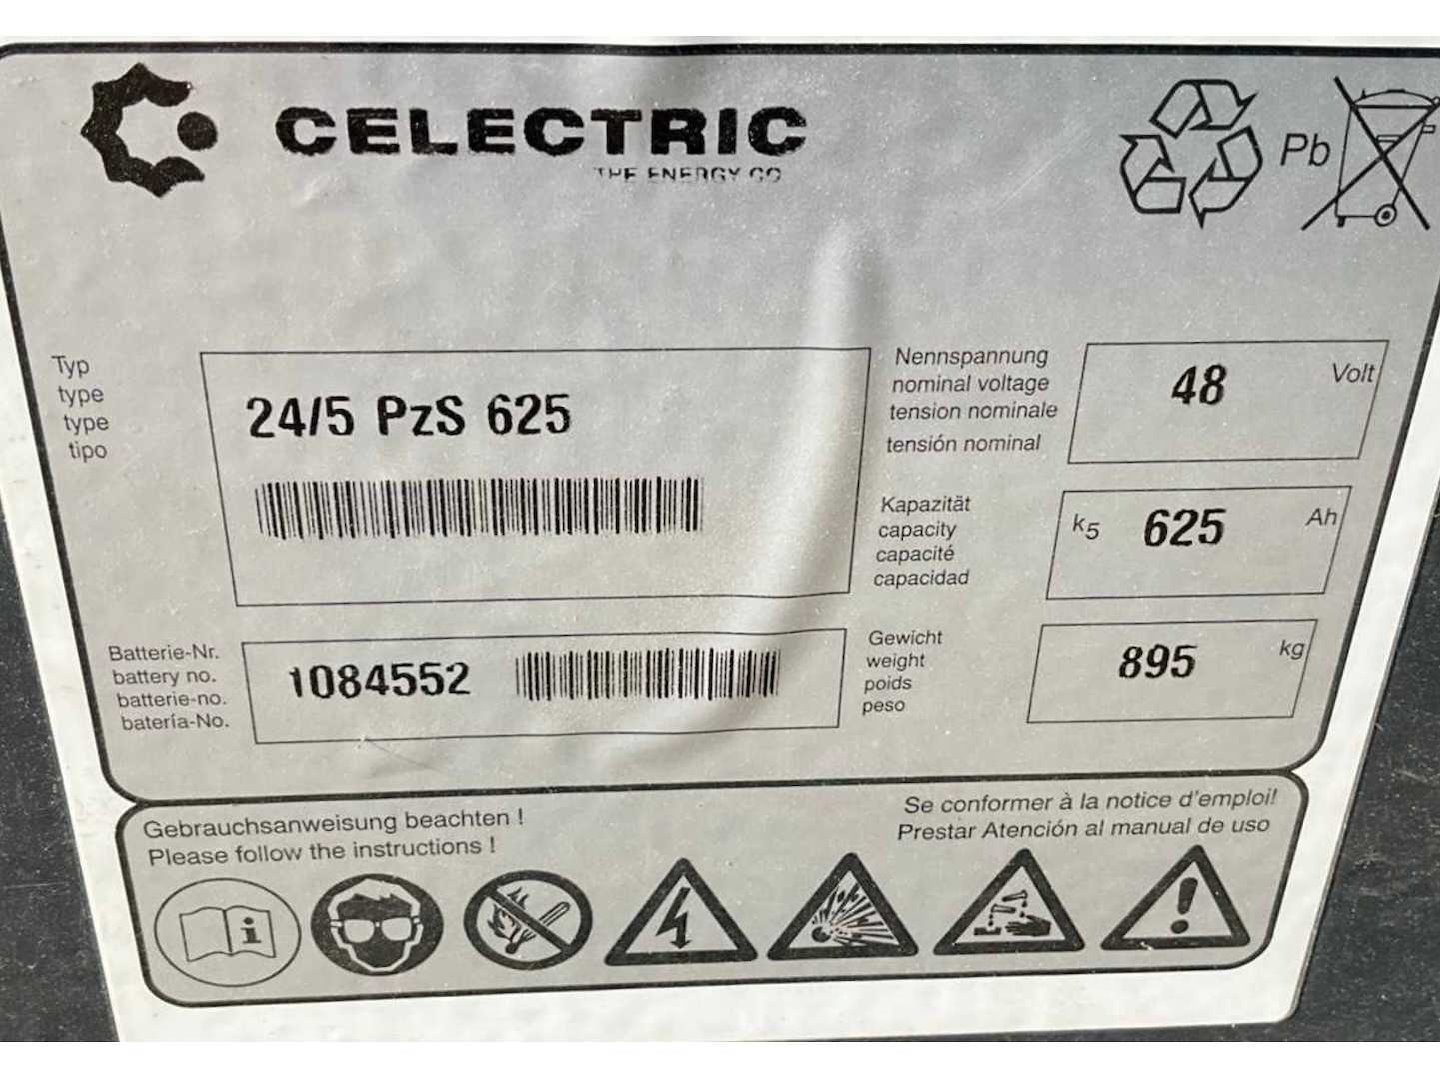 CELECTRIC
THE ENERGY CO
Pb
Typ
type
type
tipo
24/5 PzS 625
Nennspannung
nominal voltage
tension nominale
tensión nominal
48 Volt
Kapazität
capacity
capacité
capacidad
k5 625 Ah
Batterie-Nr.
battery no.
batterie-no.
batería-No.
1084552
Gewicht
weight
poids
peso
895 kg
Gebrauchsanweisung beachten !
Please follow the instructions !
Se conformer à la notice d'emploi!
Prestar Atención al manual de uso
i